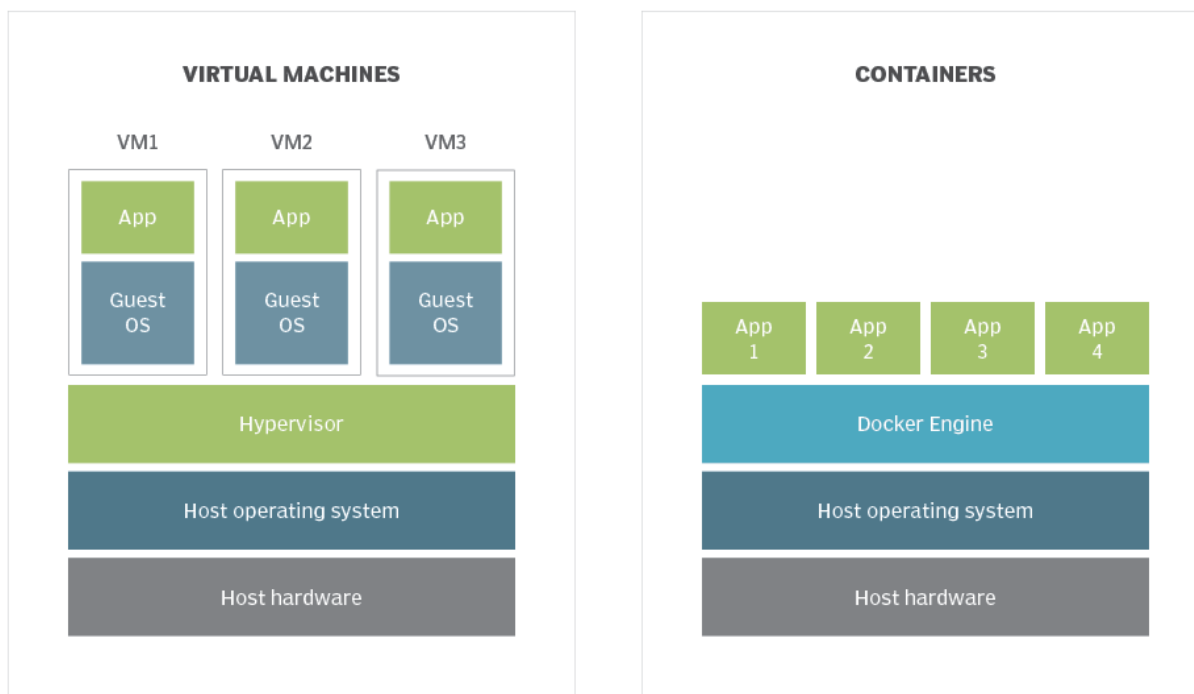 VIRTUAL MACHINES
VM1
VM2
VM3
App
App
App
Guest
OS
Guest
OS
Guest
OS
Hypervisor
Host operating system
Host hardware
CONTAINERS
App
1
App
2
App
3
App
4
Docker Engine
Host operating system
Host hardware